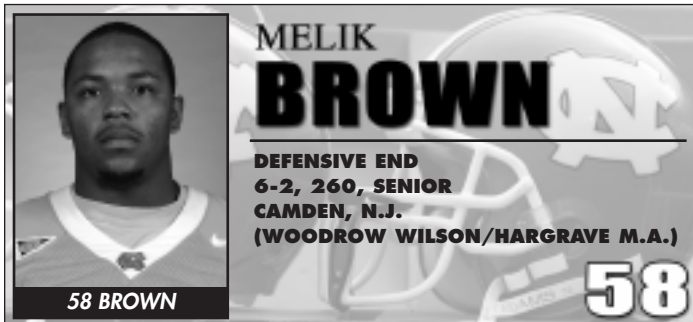 MELIK
BROWN
DEFENSIVE END
6-2, 260, SENIOR
CAMDEN, N.J.
(WOODROW WILSON/HARGRAVE M.A.)
58 BROWN
58